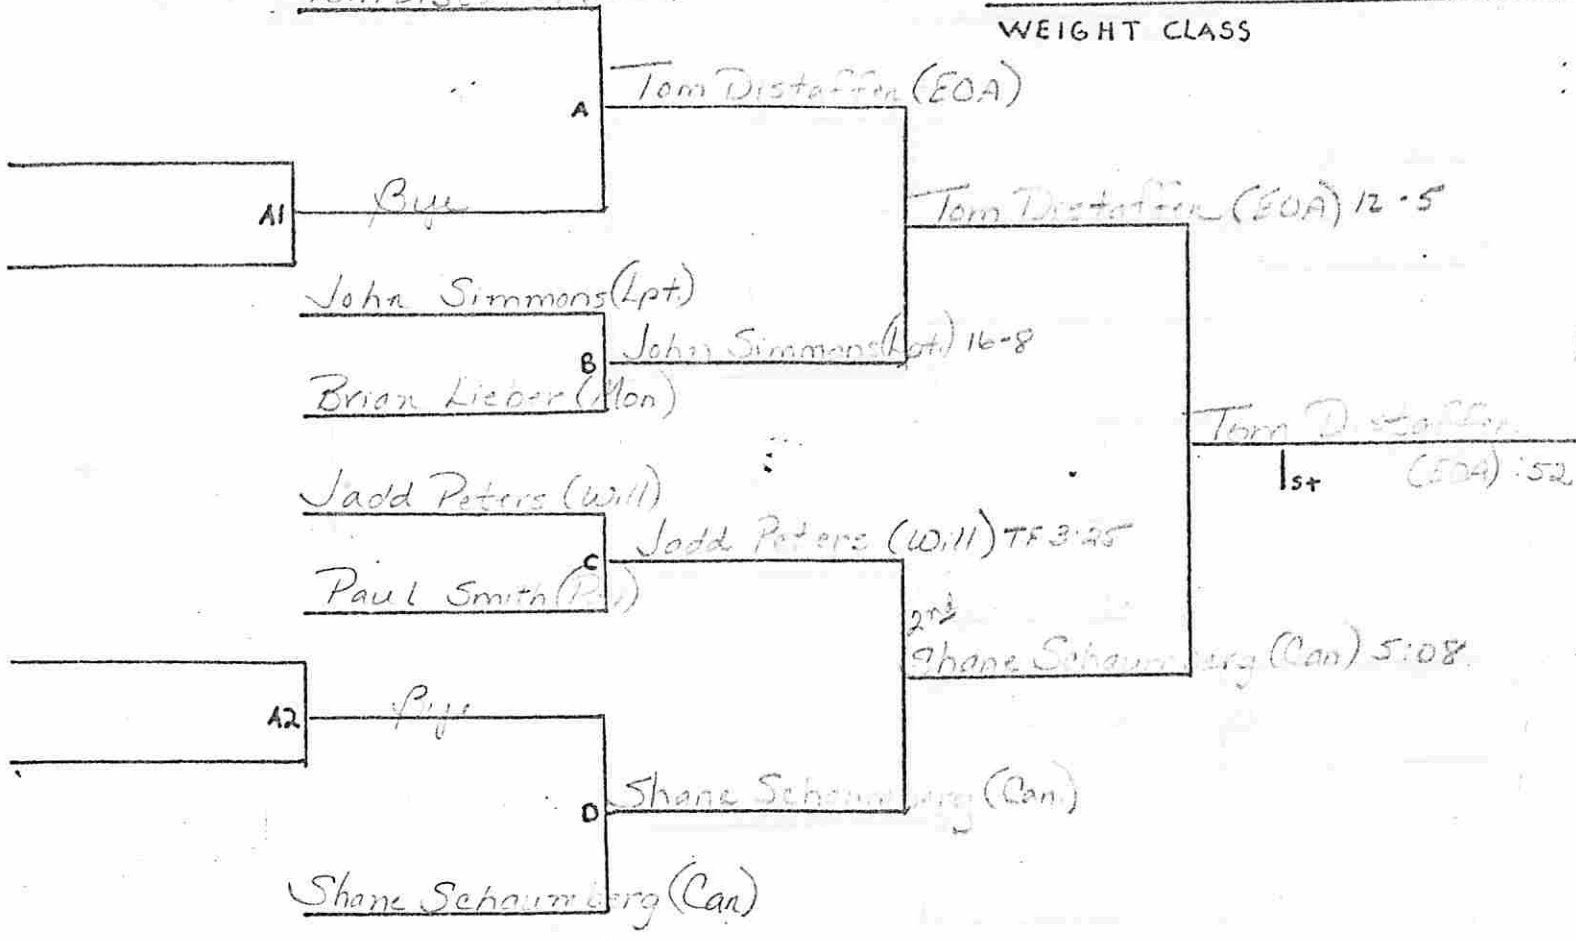 WEIGHT CLASS
Tom Distaffen (EOA)
A
Bye
A1
Tom Distaffen (EOA) 12-5
John Simmons (Lpt.)
John Simmons (Lpt.) 16-8
B
Brian Lieber (Mon)
Tom Distaffen
1st
(EOA) :52
Jadd Peters (Will)
Jadd Peters (Will) TF 3:25
C
Paul Smith
2nd
Shane Schaumberg (Can) 5:08
A2
Bye
Shane Schaumberg (Can)
D
Shane Schaumberg (Can)